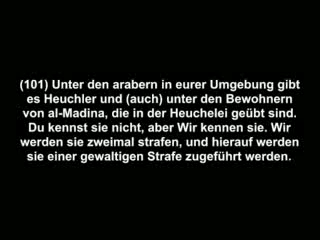 (101) Unter den arabern in eurer Umgebung gibt
es Heuchler und (auch) unter den Bewohnern
von al-Madina, die in der Heuchelei geübt sind.
Du kennst sie nicht, aber Wir kennen sie. Wir
werden sie zweimal strafen, und hierauf werden
sie einer gewaltigen Strafe zugeführt werden.